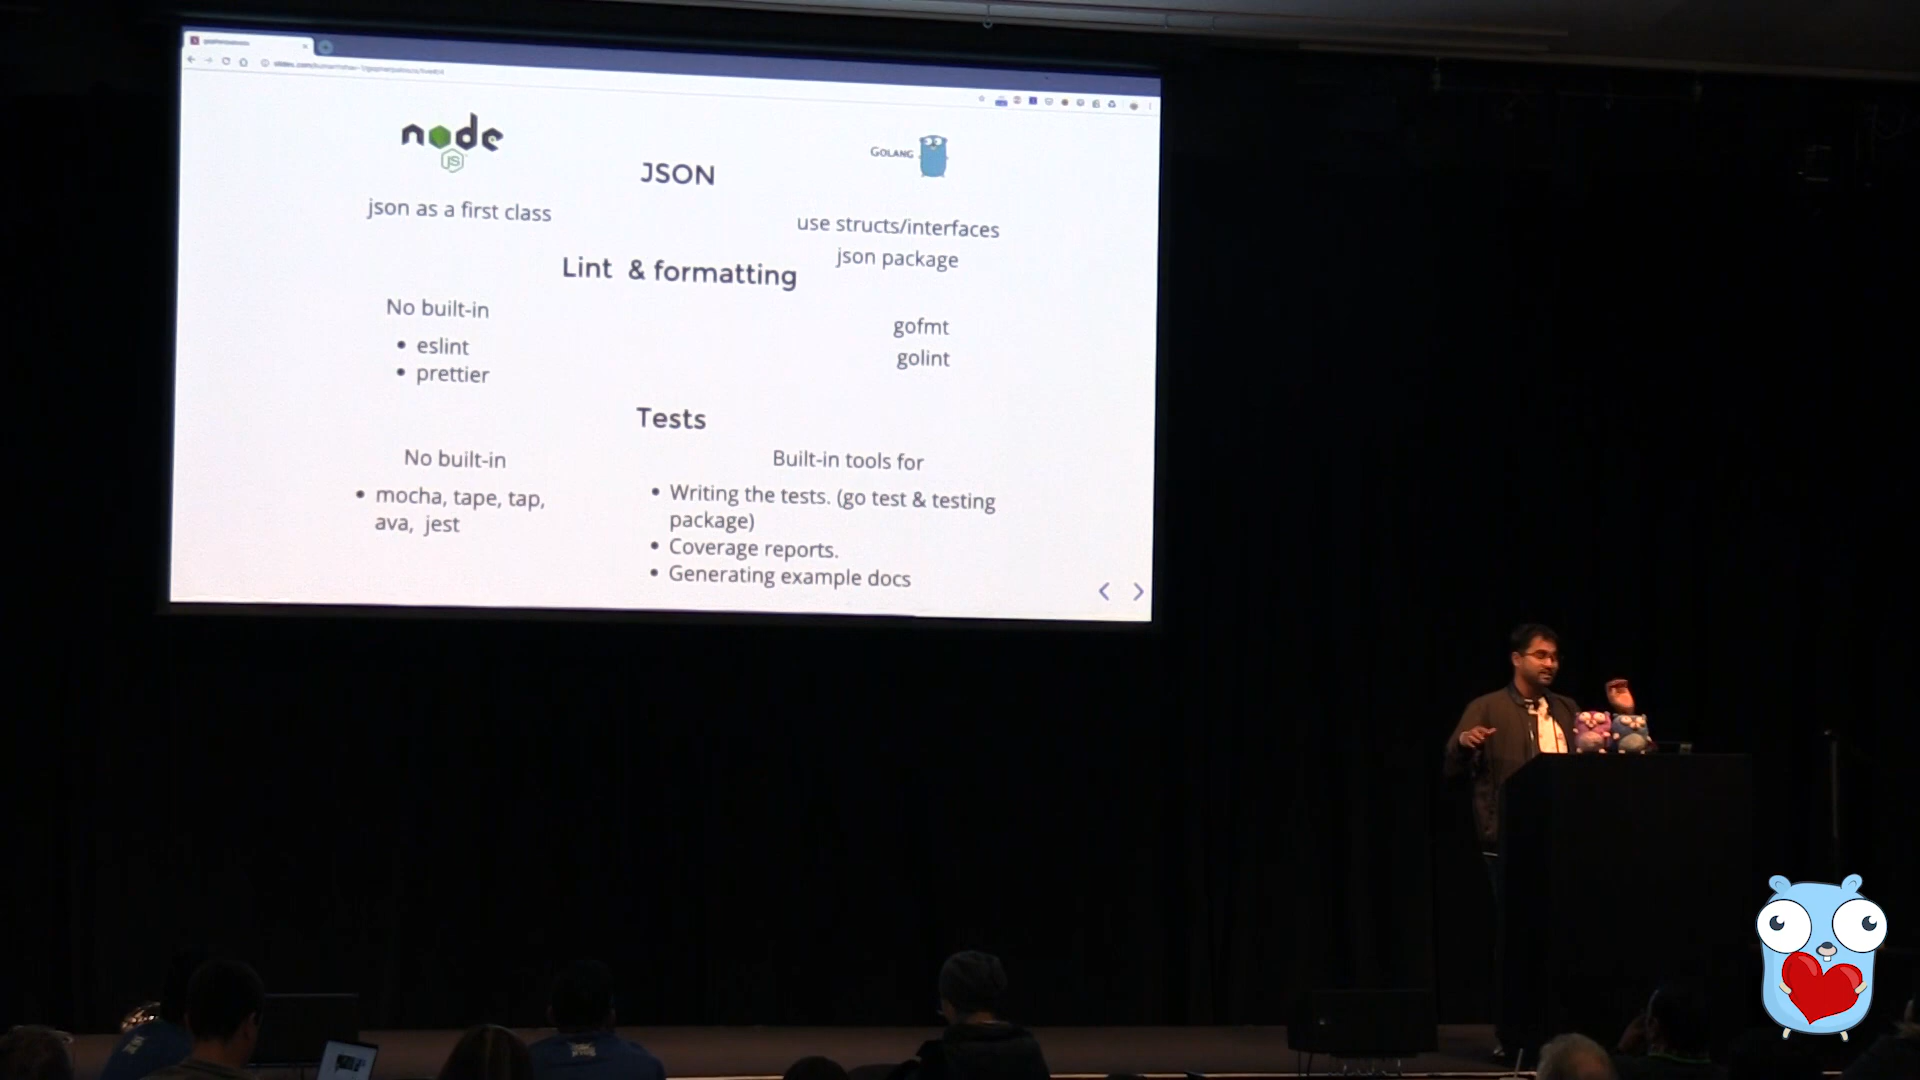 node
JS
GOLANG
JSON
json as a first class
use structs/interfaces
json package
Lint & formatting
No built-in
• eslint
• prettier
gofmt
golint
Tests
No built-in
• mocha, tape, tap,
ava, jest
Built-in tools for
• Writing the tests. (go test & testing
package)
• Coverage reports.
• Generating example docs